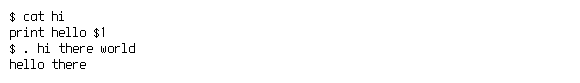 $ cat hi
print hello $1
$ . hi there world
hello there